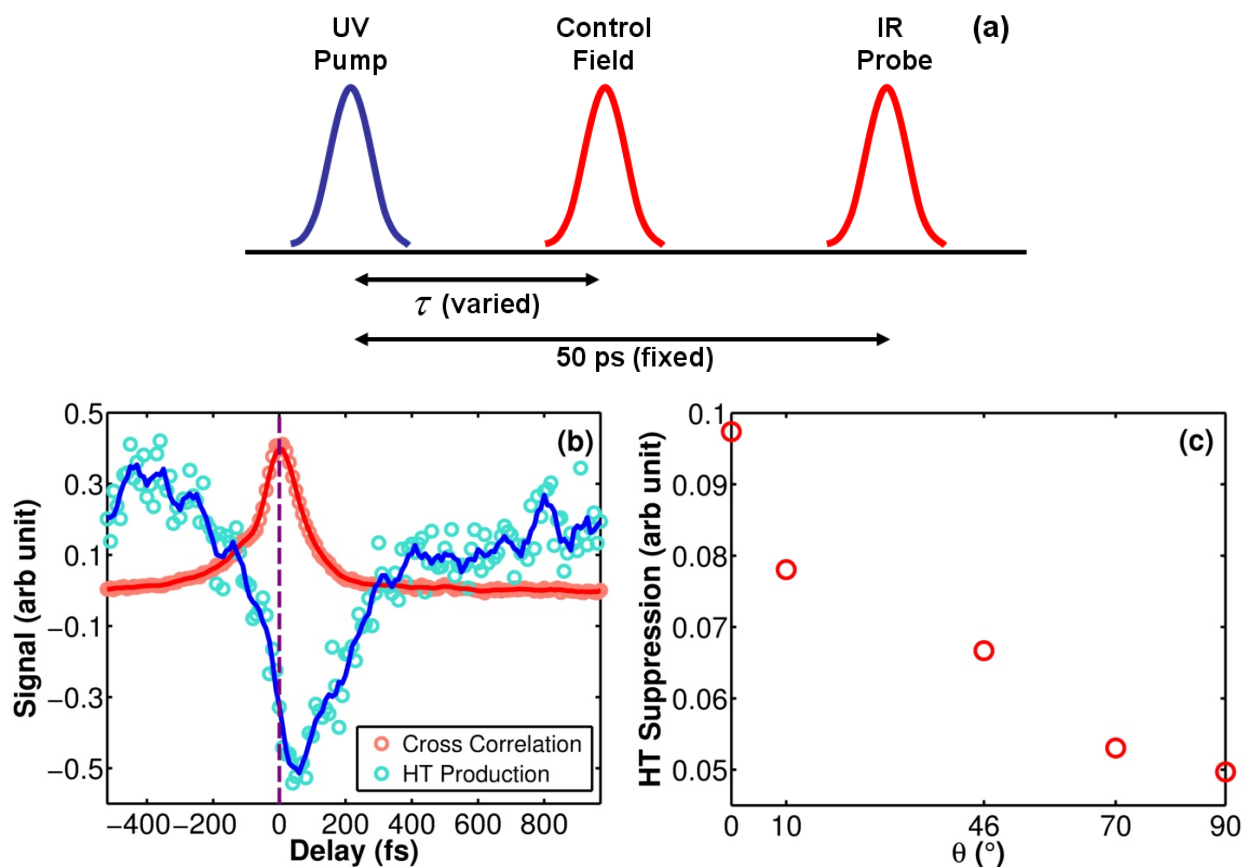 UV
Pump
Control
Field
IR
Probe
(a)
τ (varied)
50 ps (fixed)
(b)
Signal (arb unit)
0.5
0.3
0.1
−0.1
−0.3
−0.5
Cross Correlation
HT Production
−400
−200
0
200
400
600
800
Delay (fs)
(c)
HT Suppression (arb unit)
0.1
0.09
0.08
0.07
0.06
0.05
0
10
46
70
90
θ (°)